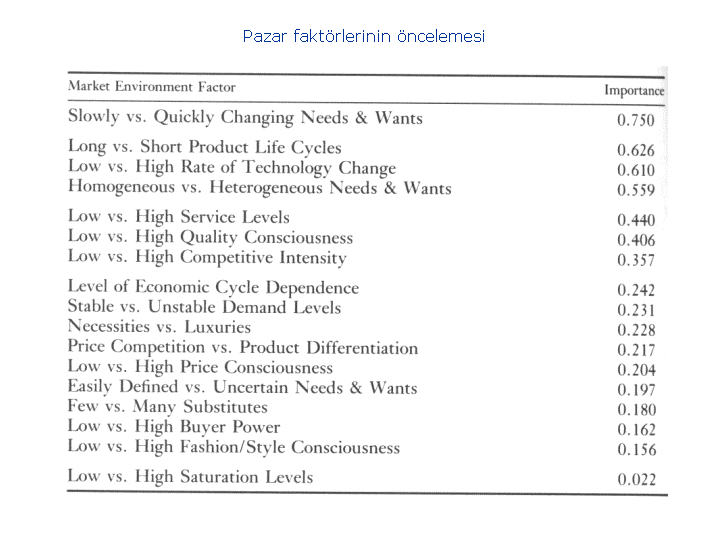 Pazar faktörlerinin öncelemesi
Market Environment Factor Importance
Slowly vs. Quickly Changing Needs & Wants 0.750
Long vs. Short Product Life Cycles 0.626
Low vs. High Rate of Technology Change 0.610
Homogeneous vs. Heterogeneous Needs & Wants 0.559
Low vs. High Service Levels 0.440
Low vs. High Quality Consciousness 0.406
Low vs. High Competitive Intensity 0.357
Level of Economic Cycle Dependence 0.242
Stable vs. Unstable Demand Levels 0.231
Necessities vs. Luxuries 0.228
Price Competition vs. Product Differentiation 0.217
Low vs. High Price Consciousness 0.204
Easily Defined vs. Uncertain Needs & Wants 0.197
Few vs. Many Substitutes 0.180
Low vs. High Buyer Power 0.162
Low vs. High Fashion/Style Consciousness 0.156
Low vs. High Saturation Levels 0.022